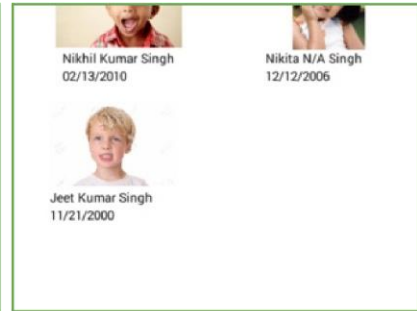 Nikhil Kumar Singh
02/13/2010
Nikita N/A Singh
12/12/2006
Jeet Kumar Singh
11/21/2000